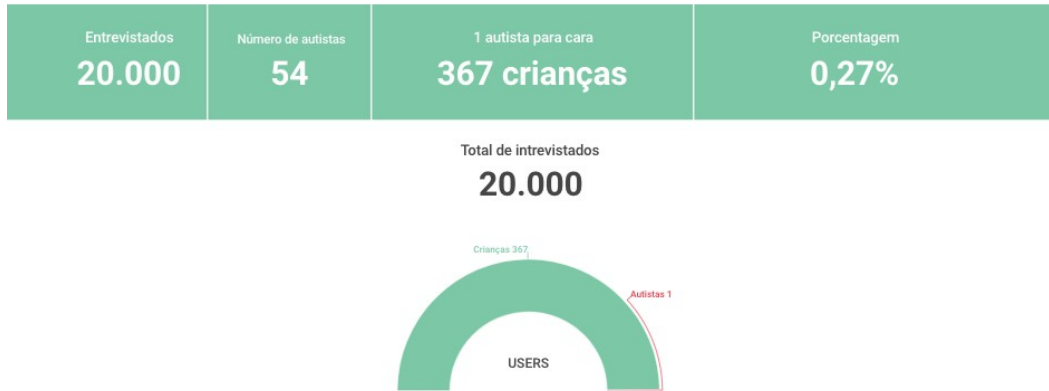 Entrevistados
20.000
Número de autistas
54
1 autista para cara
367 crianças
Porcentagem
0,27%
Total de intrevistados
20.000
Crianças 367
Autistas 1
USERS